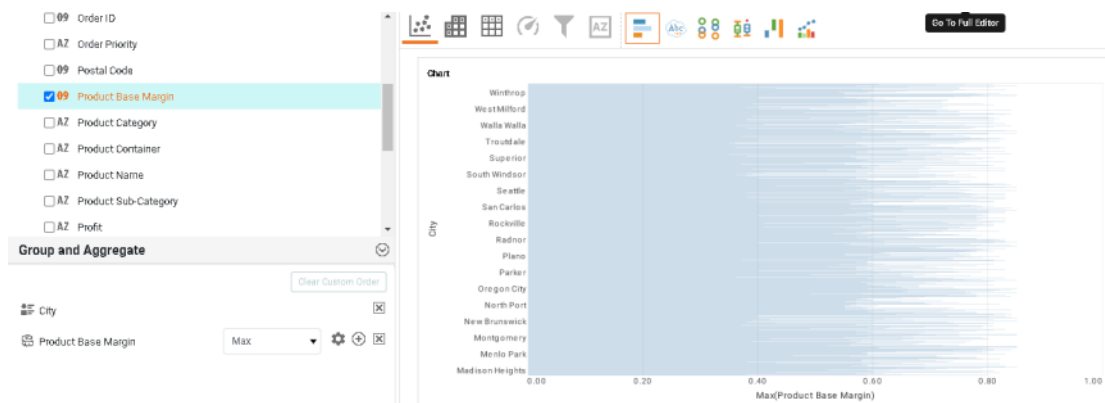 09 Order ID
AZ Order Priority
09 Postal Code
09 Product Base Margin
AZ Product Category
AZ Product Container
AZ Product Name
AZ Product Sub-Category
AZ Profit
Group and Aggregate
Clear Custom Order
City
Product Base Margin
Max
AZ
Abc
Go To Full Editor
Chart
City
Winthrop
West Milford
Walla Walla
Troutdale
Superior
South Windsor
Seattle
San Carlos
Rockville
Radnor
Plano
Parker
Oregon City
North Port
New Brunswick
Montgomery
Menlo Park
Madison Heights
0.00 0.20 0.40 0.60 0.80 1.00
Max(Product Base Margin)